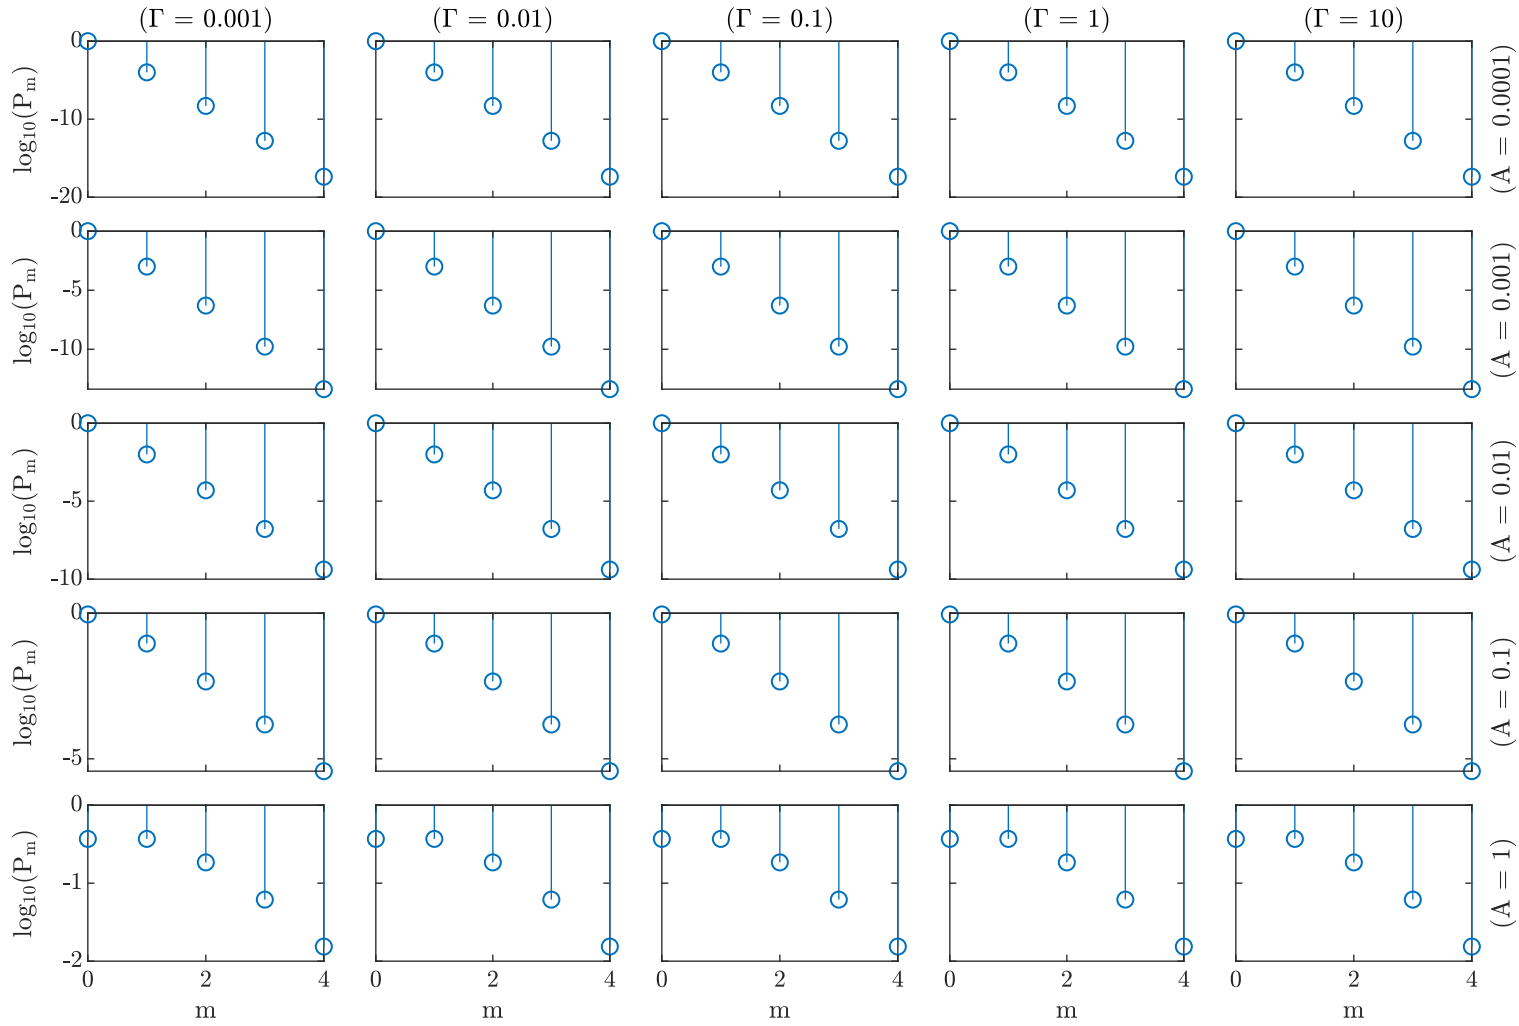 (Γ = 0.001) (Γ = 0.01) (Γ = 0.1) (Γ = 1) (Γ = 10)
log10(Pm)
0
-10
-20
(A = 0.0001)
log10(Pm)
0
-5
-10
(A = 0.001)
log10(Pm)
0
-5
-10
(A = 0.01)
log10(Pm)
0
-5
(A = 0.1)
log10(Pm)
0
-1
-2
(A = 1)
0 2 4 0 2 4 0 2 4 0 2 4 0 2 4
m m m m m